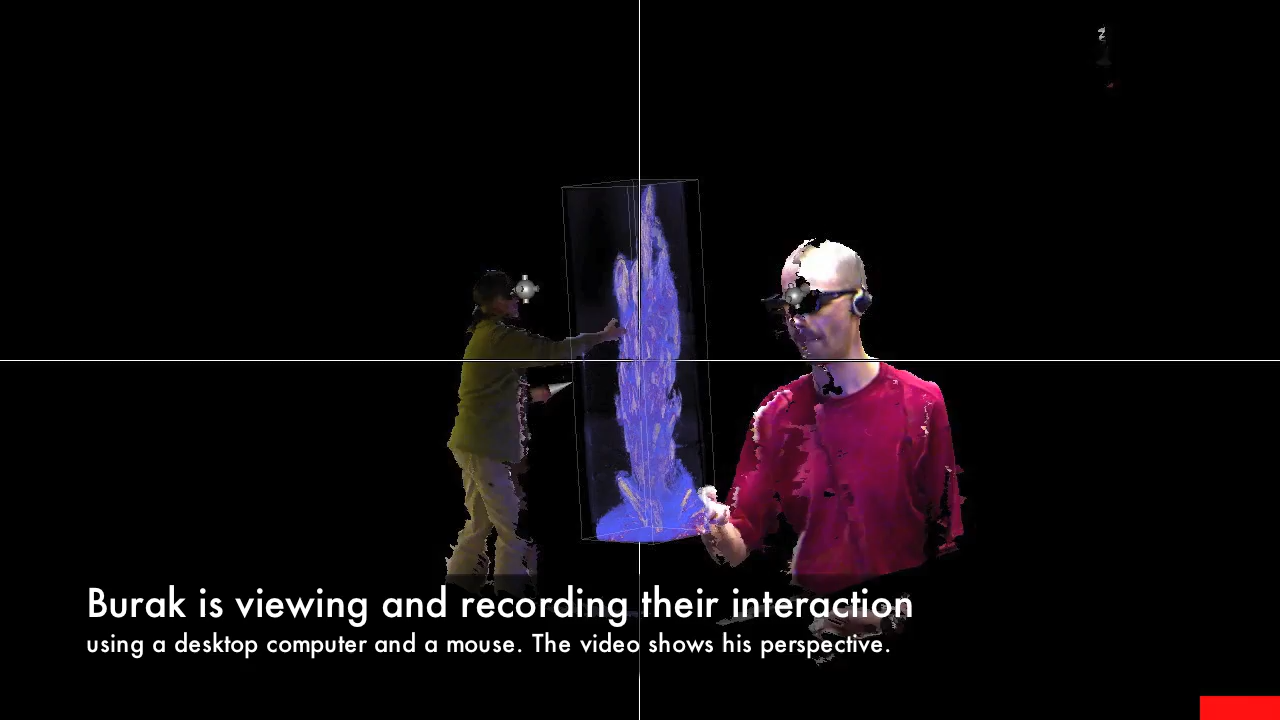 Burak is viewing and recording their interaction
using a desktop computer and a mouse. The video shows his perspective.